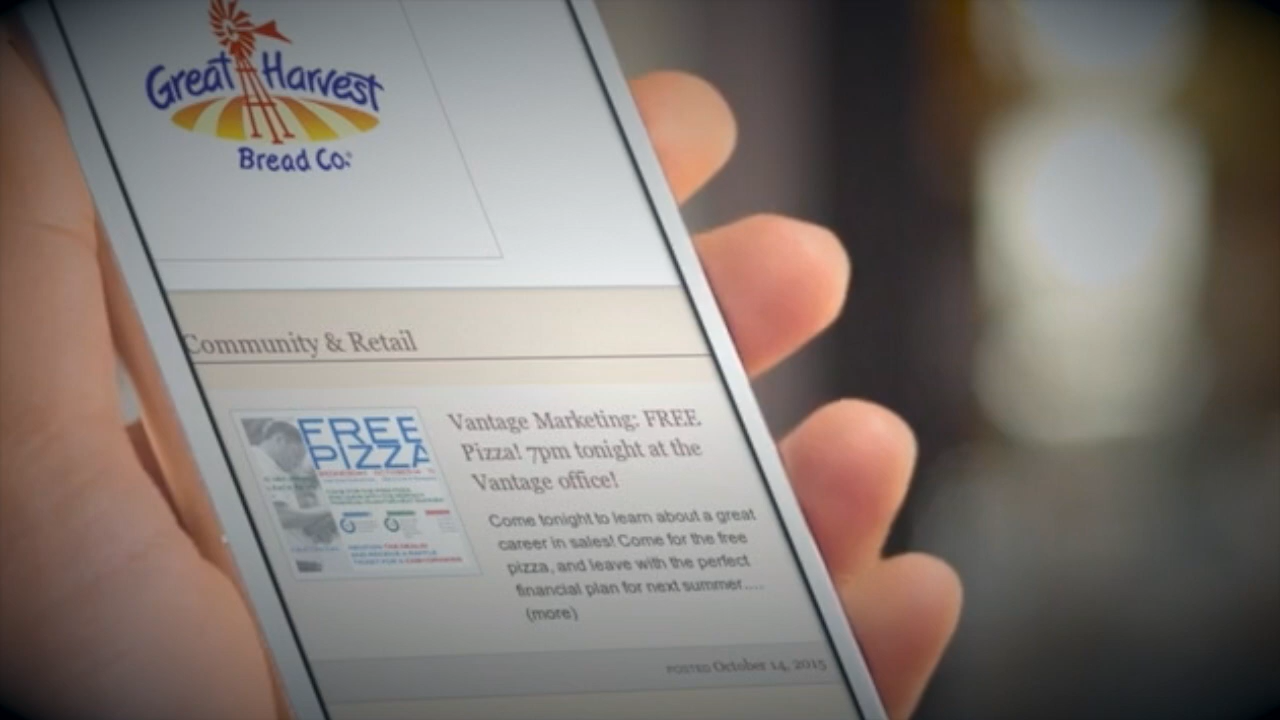 Great Harvest
Bread Co.
Community & Retail
FREE
PIZZA
Vantage Marketing: FREE
Pizza! 7pm tonight at the
Vantage office!
Come tonight to learn about a great
career in sales! Come for the free
pizza, and leave with the perfect
financial plan for next summer....
(more)
POSTED October 14, 2015